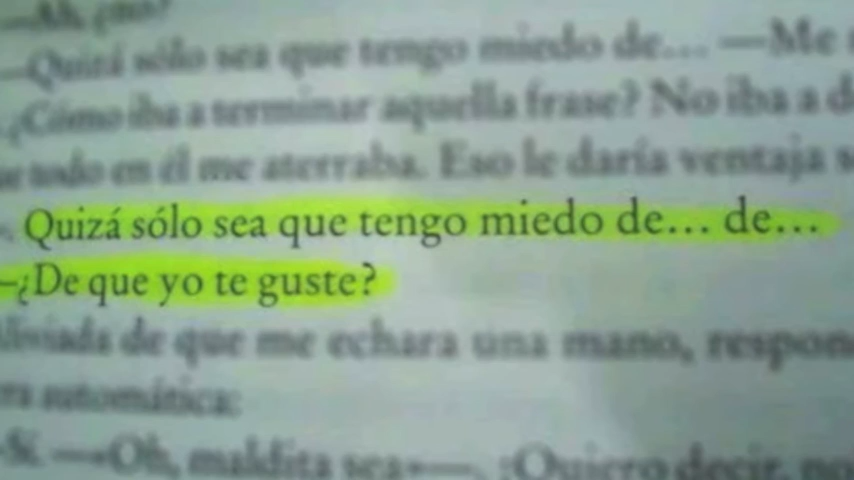 —Ah, ¿no?
—Quizá sólo sea que tengo miedo de... —Me
¿Cómo iba a terminar aquella frase? No iba a
todo en él me aterraba. Eso le daría ventaja
Quizá sólo sea que tengo miedo de... de...
—¿De que yo te guste?
de que me echara una mano,
automática:
Sí. —«Oh, maldita sea»—. ¡Quiero decir, no